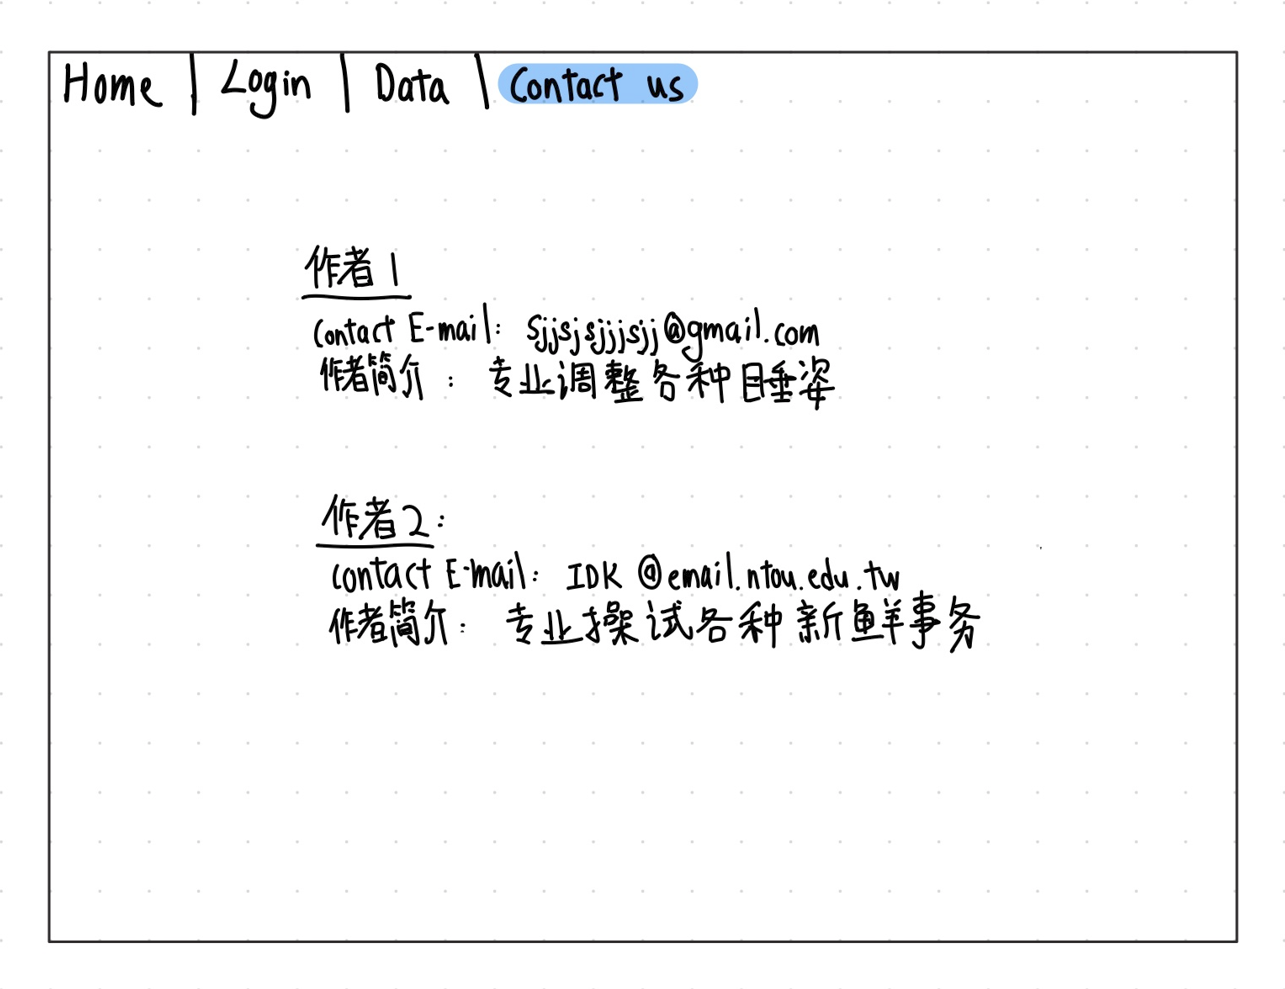 Home | Login | Data | Contact us
作者1
Contact E-mail: sjjsjsjjjsjj@gmail.com
作者简介: 专业调整各种睡姿
作者2:
Contact E-mail: IDK@email.ntou.edu.tw
作者简介: 专业操试各种新鲜事务